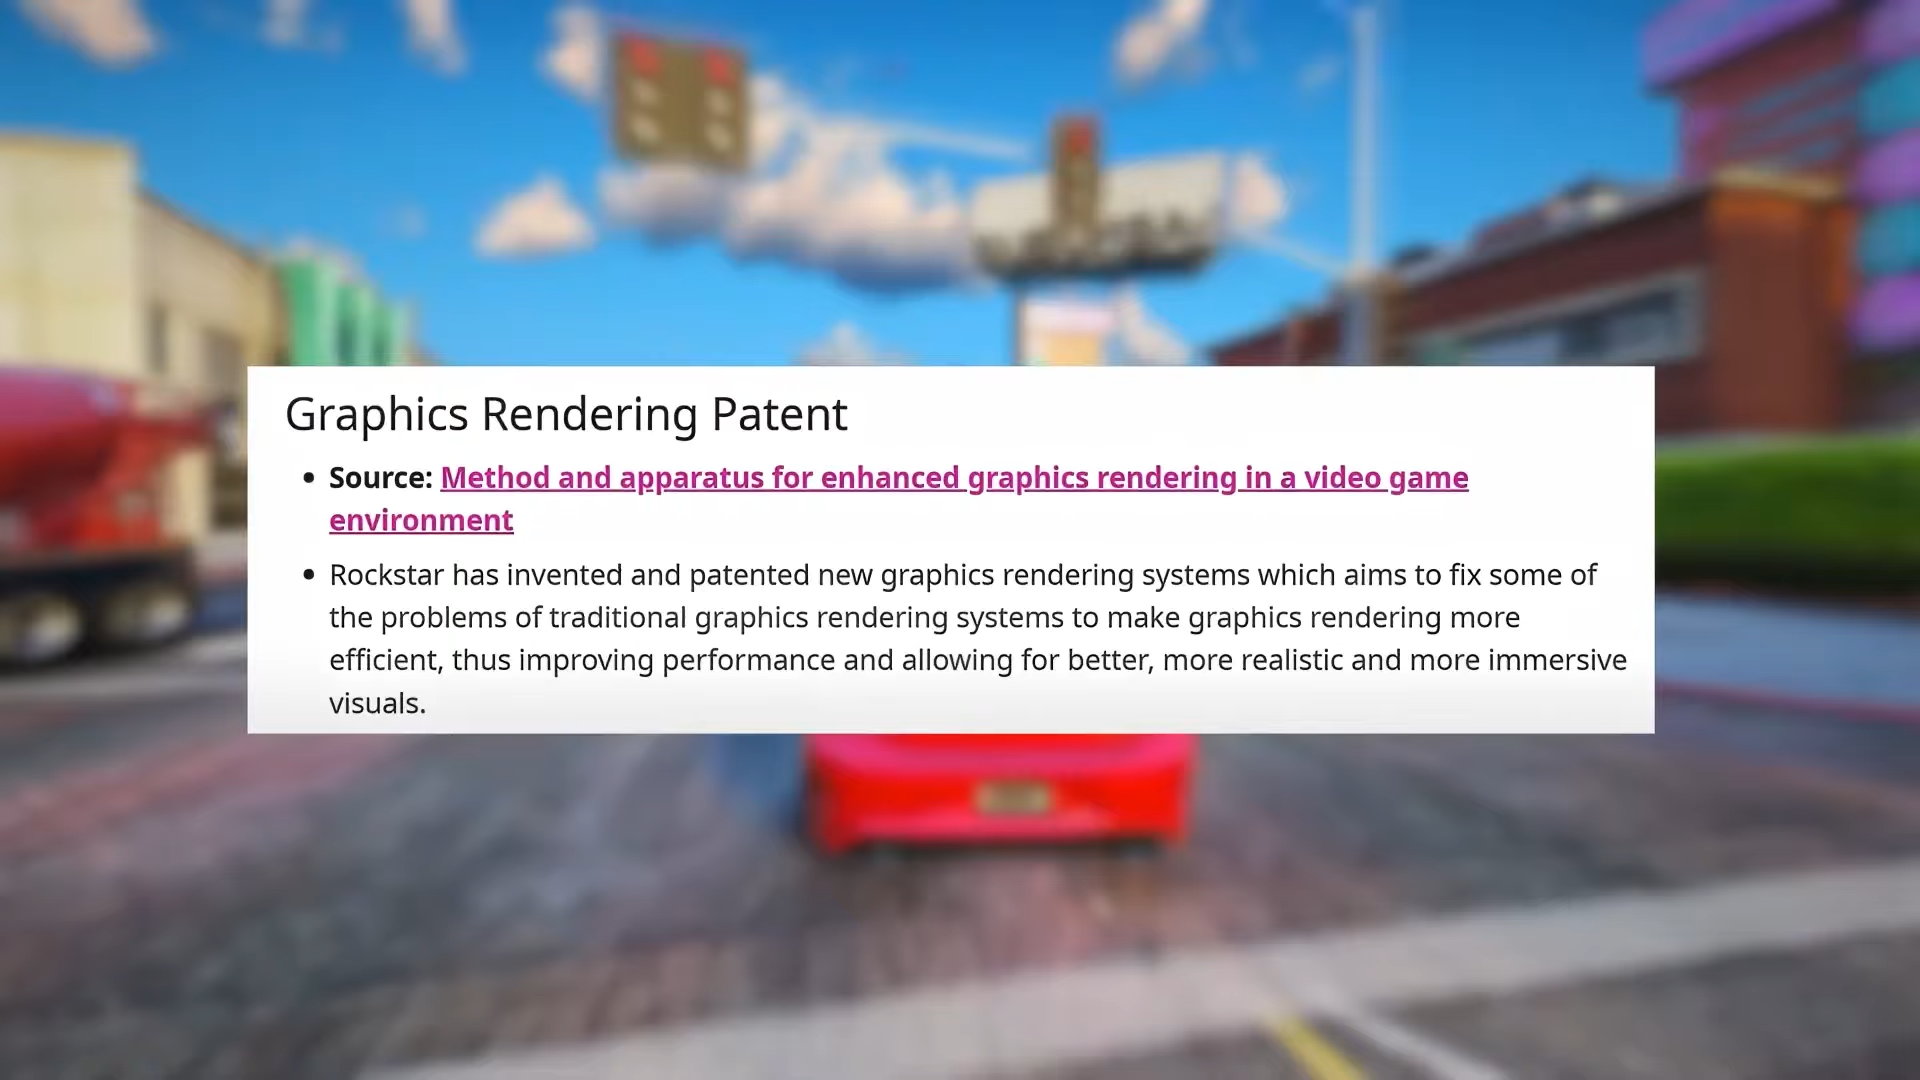 Graphics Rendering Patent
• Source: Method and apparatus for enhanced graphics rendering in a video game
environment
• Rockstar has invented and patented new graphics rendering systems which aims to fix some of
the problems of traditional graphics rendering systems to make graphics rendering more
efficient, thus improving performance and allowing for better, more realistic and more immersive
visuals.